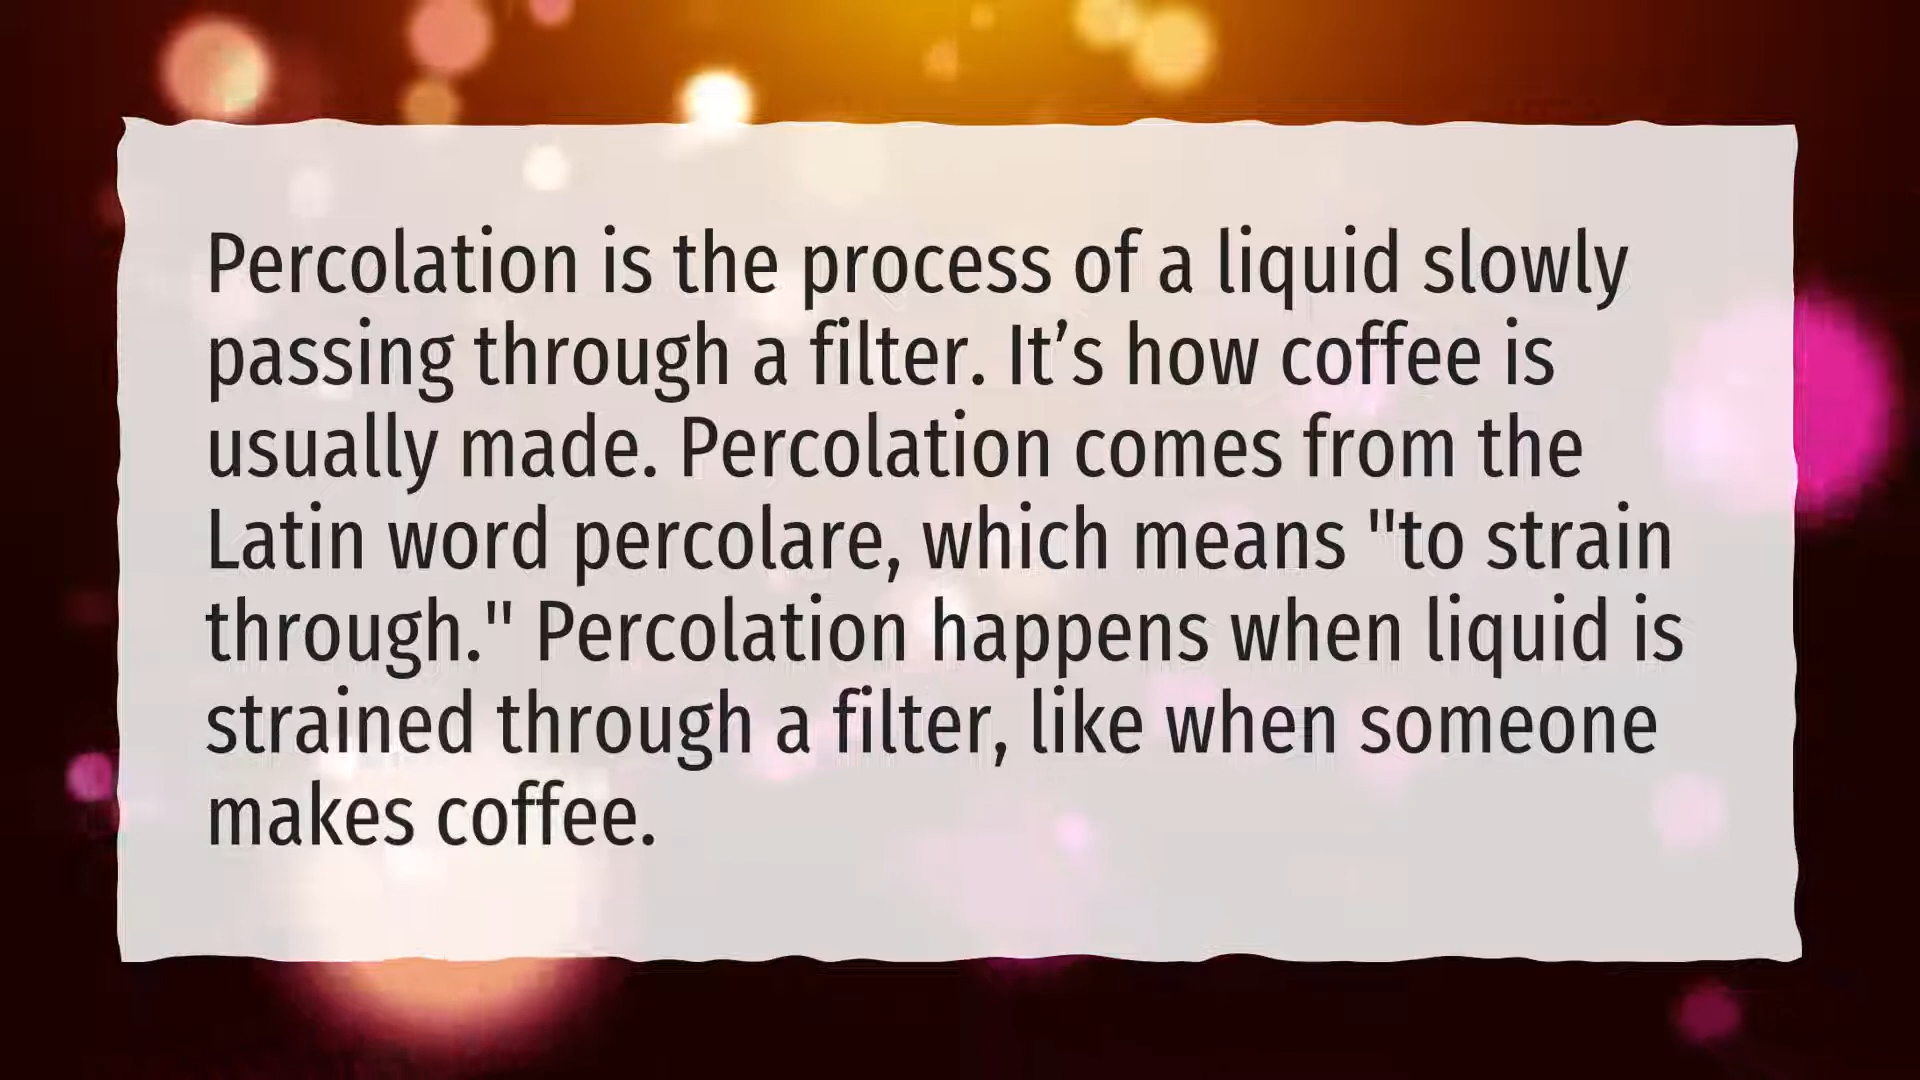 Percolation is the process of a liquid slowly
passing through a filter. It’s how coffee is
usually made. Percolation comes from the
Latin word percolare, which means "to strain
through." Percolation happens when liquid is
strained through a filter, like when someone
makes coffee.